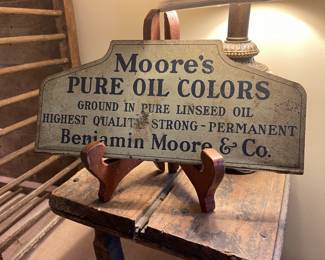 Moore's
PURE OIL COLORS
GROUND IN PURE LINSEED OIL
HIGHEST QUALITY STRONG - PERMANENT
Benjamin Moore & Co.